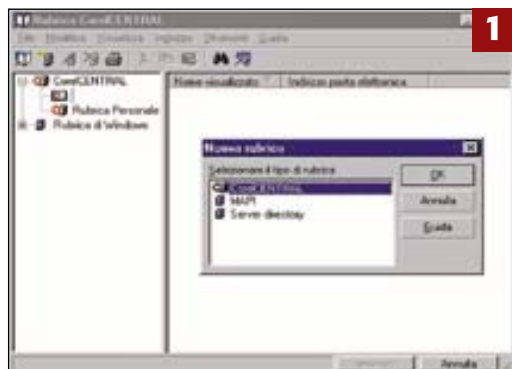 1
Rubrica CorelCENTRAL
File Modifica Visualizza Strumenti Guida
CorelCENTRAL
Rubrica Personale
Rubrica di Windows
Nome visualizzato
Indirizzo posta elettronica
Nuova rubrica
Selezionare il tipo di rubrica
CorelCENTRAL
MAPI
Server directory
OK
Annulla
Guida
Annulla